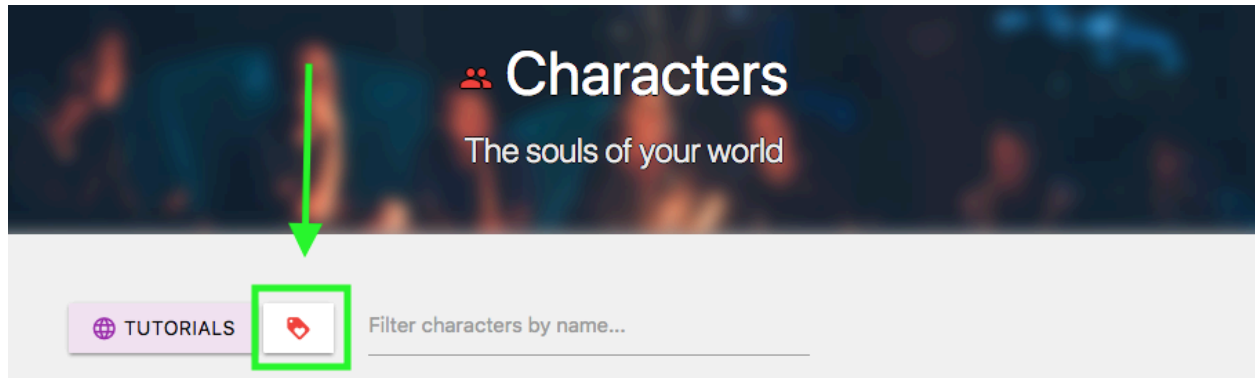 Characters
The souls of your world
TUTORIALS
Filter characters by name...